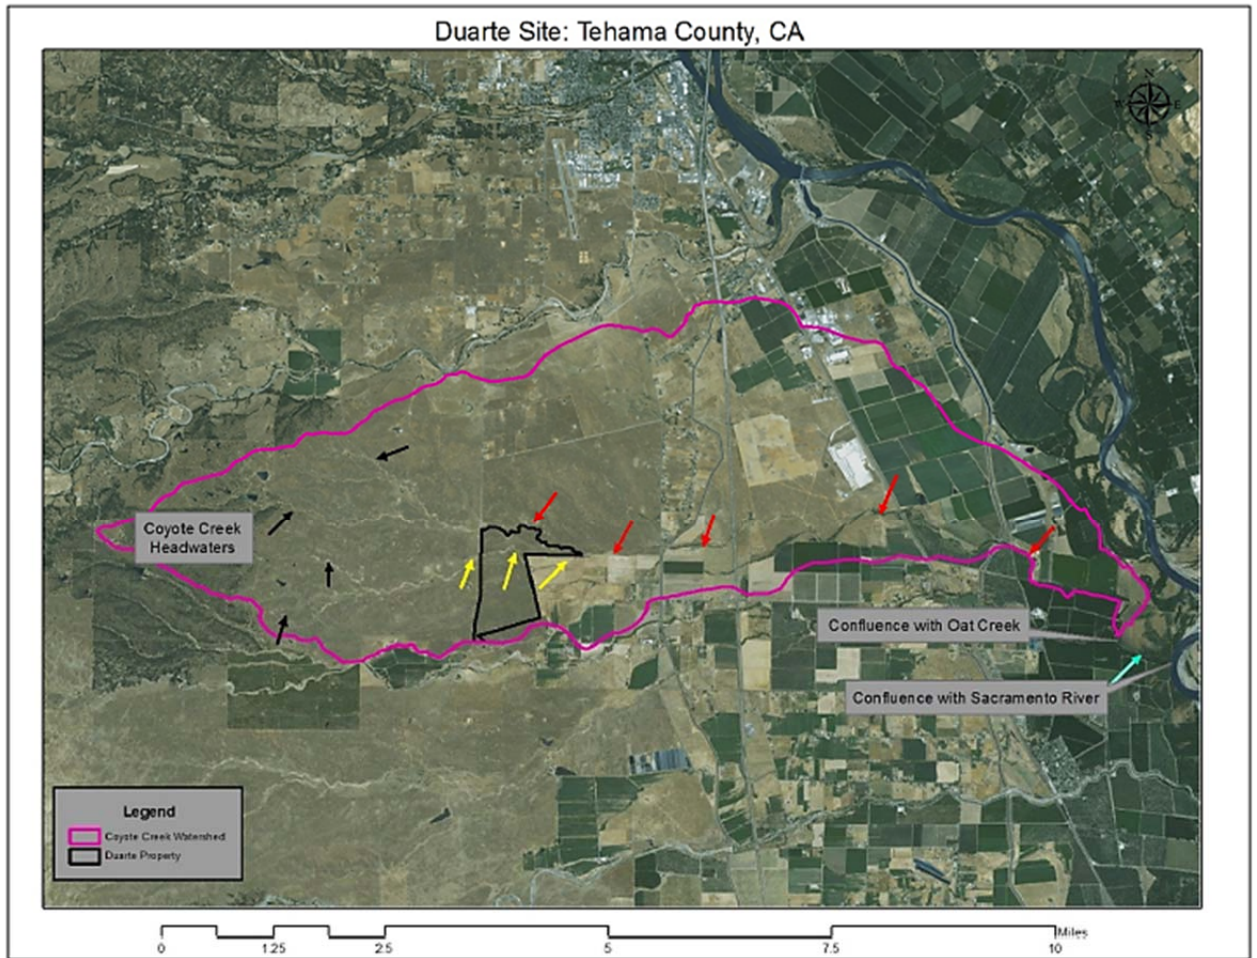 Duarte Site: Tehama County, CA
N
W E
S
Coyote Creek
Headwaters
Confluence with Oat Creek
Confluence with Sacramento River
Legend
Coyote Creek Watershed
Duarte Property
0 1.25 2.5 5 7.5 10 Miles